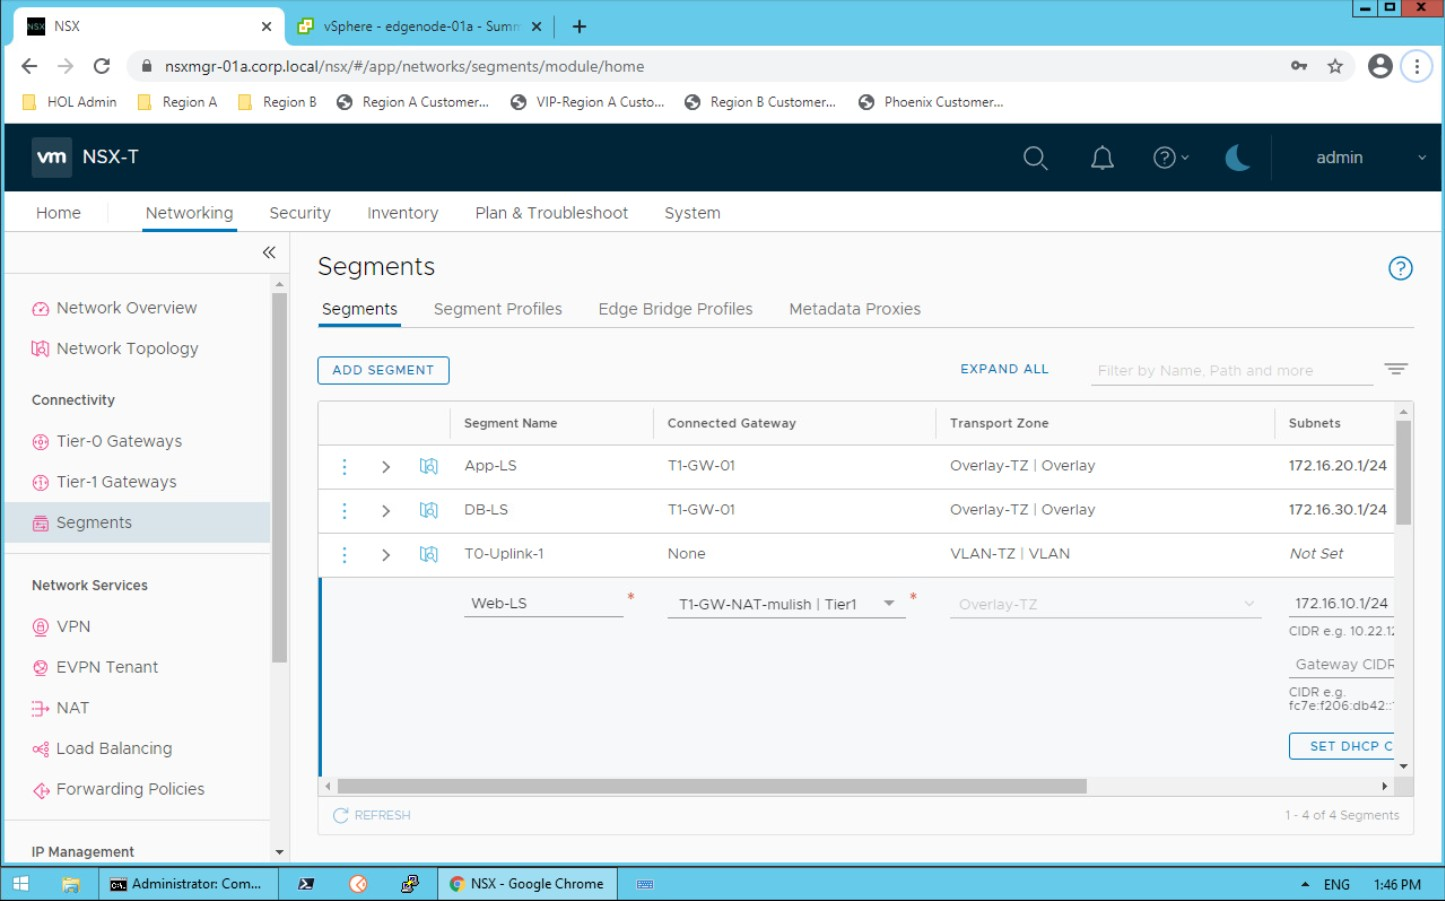 NSX
vSphere - edgenode-01a - Summ
nsxmgr-01a.corp.local/nsx/#/app/networks/segments/module/home
HOL Admin Region A Region B Region A Customer... VIP-Region A Custo... Region B Customer... Phoenix Customer...
vm NSX-T admin
Home Networking Security Inventory Plan & Troubleshoot System
Network Overview
Network Topology
Connectivity
Tier-0 Gateways
Tier-1 Gateways
Segments
Network Services
VPN
EVPN Tenant
NAT
Load Balancing
Forwarding Policies
IP Management
Segments
Segments Segment Profiles Edge Bridge Profiles Metadata Proxies
ADD SEGMENT EXPAND ALL Filter by Name, Path and more
Segment Name Connected Gateway Transport Zone Subnets
App-LS T1-GW-01 Overlay-TZ | Overlay 172.16.20.1/24
DB-LS T1-GW-01 Overlay-TZ | Overlay 172.16.30.1/24
T0-Uplink-1 None VLAN-TZ | VLAN Not Set
Web-LS * T1-GW-NAT-mulish | Tier1 * Overlay-TZ 172.16.10.1/24
CIDR e.g. 10.22.12
Gateway CIDR
CIDR e.g.
fc7e:f206:db42::
SET DHCP C
REFRESH 1 - 4 of 4 Segments
Administrator: Com... NSX - Google Chrome ENG 1:46 PM